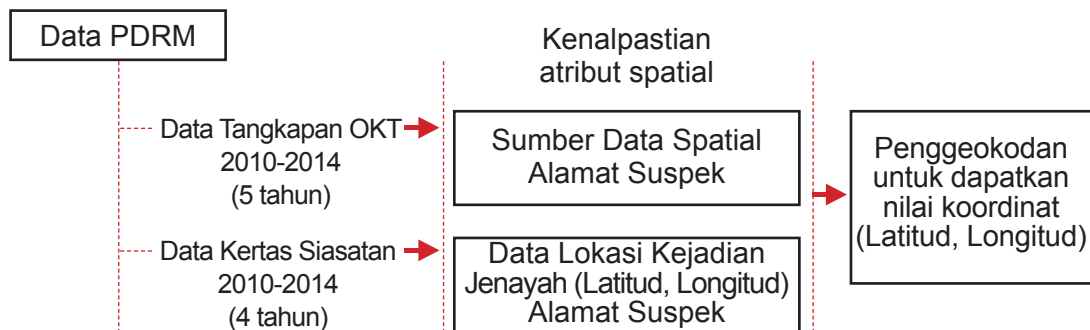 Data PDRM
Kenalpastian
atribut spatial
Data Tangkapan OKT
2010-2014
(5 tahun)
Sumber Data Spatial
Alamat Suspek
Data Kertas Siasatan
2010-2014
(4 tahun)
Data Lokasi Kejadian
Jenayah (Latitud, Longitud)
Alamat Suspek
Penggeokodan
untuk dapatkan
nilai koordinat
(Latitud, Longitud)